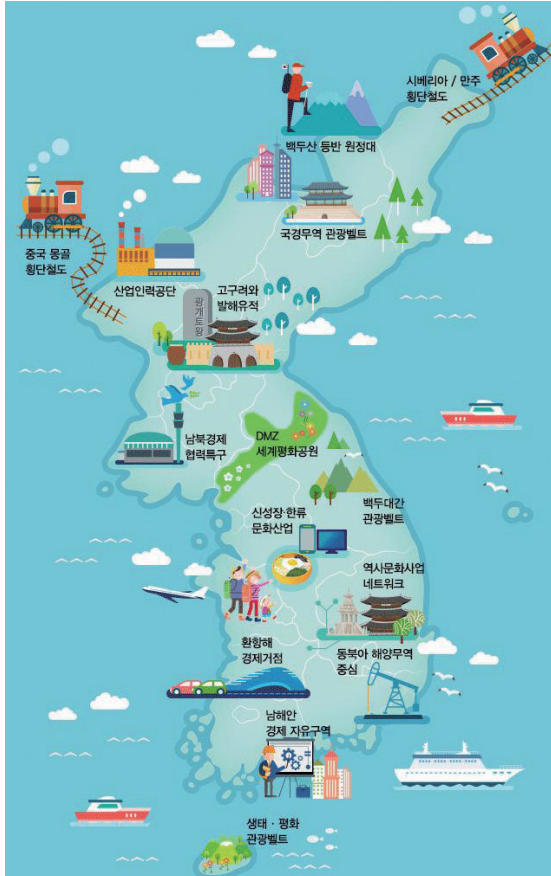 시베리아 / 만주
횡단철도
백두산 등반 원정대
국경무역 관광벨트
중국 몽골
횡단철도
산업인력공단
고구려와
발해유적
광개토왕
남북경제
협력특구
DMZ
세계평화공원
백두대간
관광벨트
신성장·한류
문화산업
역사문화사업
네트워크
환항해
경제거점
동북아 해양무역
중심
남해안
경제 자유구역
생태 · 평화
관광벨트